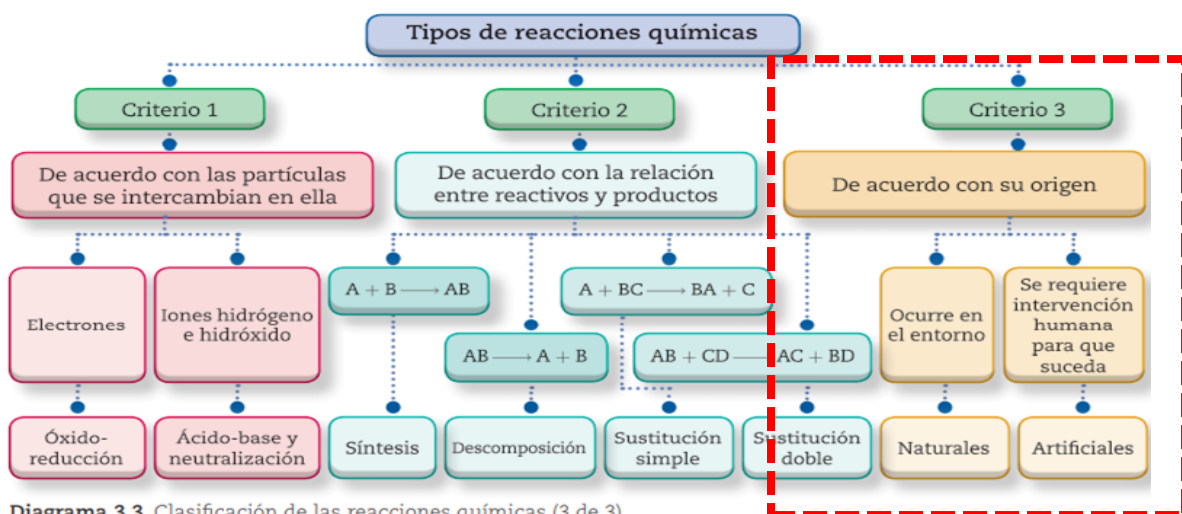 Tipos de reacciones químicas
Criterio 1
Criterio 2
Criterio 3
De acuerdo con las partículas
que se intercambian en ella
De acuerdo con la relación
entre reactivos y productos
De acuerdo con su origen
Electrones
Iones hidrógeno
e hidróxido
A + B ⟶ AB
AB ⟶ A + B
A + BC ⟶ BA + C
AB + CD ⟶ AC + BD
Ocurre en
el entorno
Se requiere
intervención
humana
para que
suceda
Óxido-
reducción
Ácido-base y
neutralización
Síntesis
Descomposición
Sustitución
simple
Sustitución
doble
Naturales
Artificiales
Diagrama 3.3 Clasificación de las reacciones químicas (3 de 3)